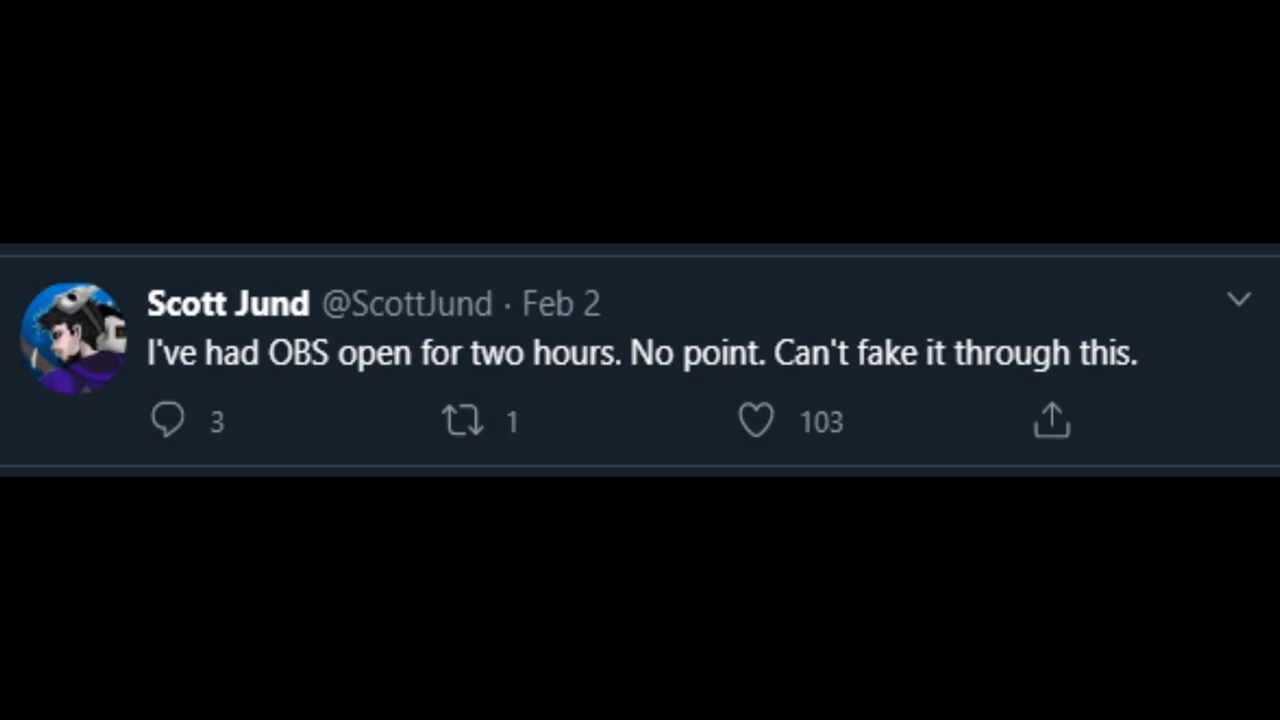 Scott Jund @ScottJund · Feb 2
I've had OBS open for two hours. No point. Can't fake it through this.
3 1 103